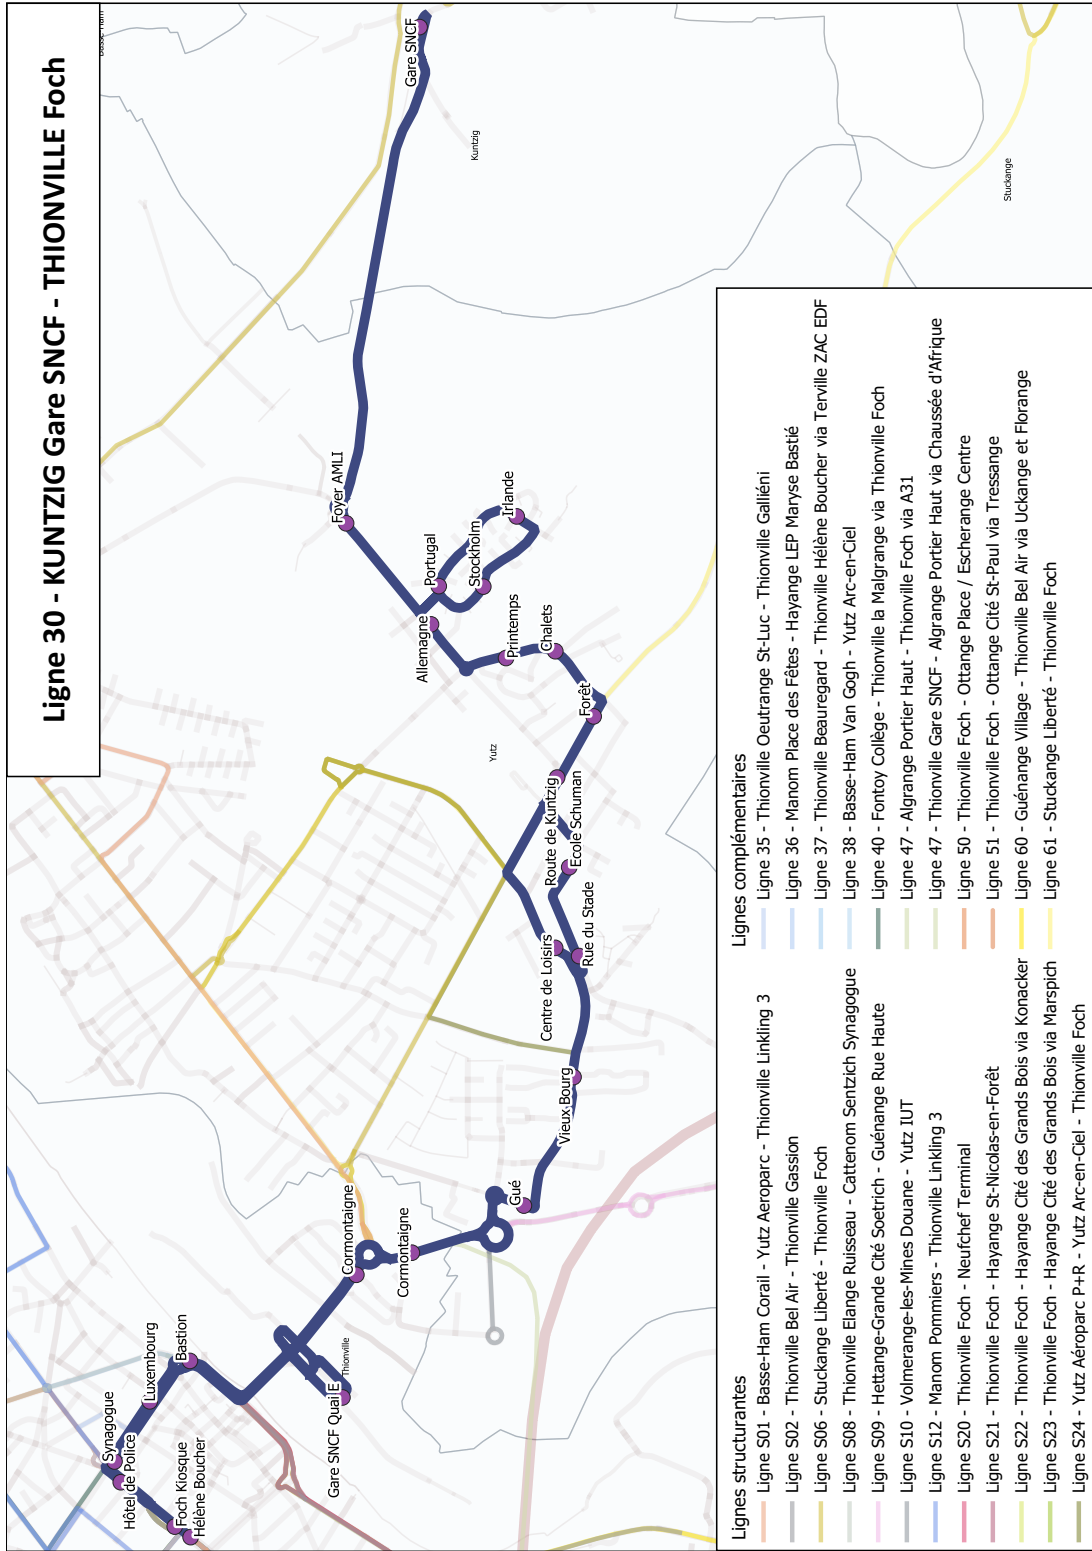 Ligne 30 - KUNTZIG Gare SNCF - THIONVILLE Foch
Gare SNCF
Kuntzig
Stuckange
Foyer AMLI
Portugal
Stockholm
Irlande
Allemagne
Printemps
Chalets
Forêt
Yutz
Route de Kuntzig
Ecole Schuman
Centre de Loisirs
Rue du Stade
Vieux Bourg
Gué
Cormontaigne
Cormontaigne
Thionville
Gare SNCF Quai E
Bastion
Luxembourg
Synagogue
Hôtel de Police
Foch Kiosque
Hélène Boucher
Lignes structurantes
Ligne S01 - Basse-Ham Corail - Yutz Aeroparc - Thionville Linkling 3
Ligne S02 - Thionville Bel Air - Thionville Gassion
Ligne S06 - Stuckange Liberté - Thionville Foch
Ligne S08 - Thionville Elange Ruisseau - Cattenom Sentzich Synagogue
Ligne S09 - Hettange-Grande Cité Soetrich - Guénange Rue Haute
Ligne S10 - Volmerange-les-Mines Douane - Yutz IUT
Ligne S12 - Manom Pommiers - Thionville Linkling 3
Ligne S20 - Thionville Foch - Neufchef Terminal
Ligne S21 - Thionville Foch - Hayange St-Nicolas-en-Forêt
Ligne S22 - Thionville Foch - Hayange Cité des Grands Bois via Konacker
Ligne S23 - Thionville Foch - Hayange Cité des Grands Bois via Marspich
Ligne S24 - Yutz Aéroparc P+R - Yutz Arc-en-Ciel - Thionville Foch
Lignes complémentaires
Ligne 35 - Thionville Oeutrange St-Luc - Thionville Galliéni
Ligne 36 - Manom Place des Fêtes - Hayange LEP Maryse Bastié
Ligne 37 - Thionville Beauregard - Thionville Hélène Boucher via Terville ZAC EDF
Ligne 38 - Basse-Ham Van Gogh - Yutz Arc-en-Ciel
Ligne 40 - Fontoy Collège - Thionville la Malgrange via Thionville Foch
Ligne 47 - Algrange Portier Haut - Thionville Foch via A31
Ligne 47 - Thionville Gare SNCF - Algrange Portier Haut via Chaussée d'Afrique
Ligne 50 - Thionville Foch - Ottange Place / Escherange Centre
Ligne 51 - Thionville Foch - Ottange Cité St-Paul via Tressange
Ligne 60 - Guénange Village - Thionville Bel Air via Uckange et Florange
Ligne 61 - Stuckange Liberté - Thionville Foch